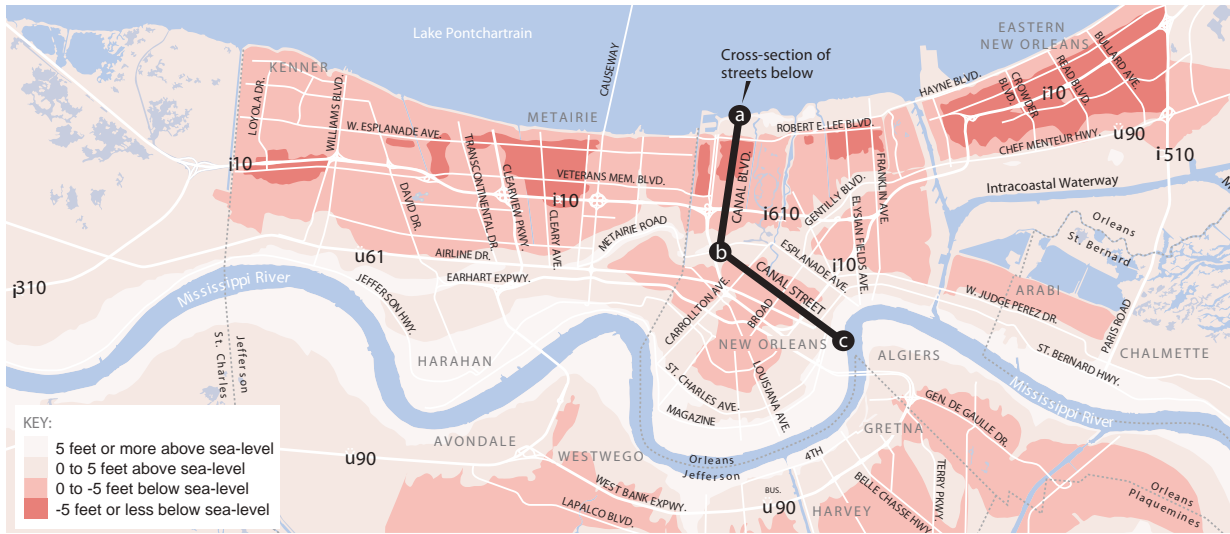 Lake Pontchartrain
Cross-section of
streets below
EASTERN
NEW ORLEANS
KENNER
METAIRIE
CAUSEWAY
LOYOLA DR.
WILLIAMS BLVD.
W. ESPLANADE AVE.
TRANSCONTINENTAL DR.
CLEARVIEW PKWY.
CLEARY AVE.
VETERANS MEM. BLVD.
DAVID DR.
i10
i10
a
CANAL BLVD.
ROBERT E. LEE BLVD.
HAYNE BLVD.
CROWDER
BLVD.
READ BLVD.
BULLARD AVE.
i10
CHEF MENTEUR HWY.
u90
i510
Intracoastal Waterway
FRANKLIN AVE.
GENTILLY BLVD.
ELYSIAN FIELDS AVE.
i610
METAIRIE ROAD
b
ESPLANADE AVE.
i10
Orleans
St. Bernard
u61
AIRLINE DR.
EARHART EXPWY.
JEFFERSON HWY.
i310
Mississippi River
CARROLLTON AVE.
BROAD
CANAL STREET
c
W. JUDGE PEREZ DR.
ARABI
PARIS ROAD
NEW ORLEANS
ALGIERS
CHALMETTE
ST. BERNARD HWY.
Mississippi River
St. Charles
Jefferson
HARAHAN
ST. CHARLES AVE.
MAGAZINE
LOUISIANA AVE.
GEN. DE GAULLE DR.
GRETNA
KEY:
5 feet or more above sea-level
0 to 5 feet above sea-level
0 to -5 feet below sea-level
-5 feet or less below sea-level
u90
AVONDALE
WESTWEGO
Orleans
Jefferson
4TH
WEST BANK EXPWY.
LAPALCO BLVD.
BUS.
u90
HARVEY
BELLE CHASSE HWY.
TERRY PKWY.
Orleans
Plaquemines